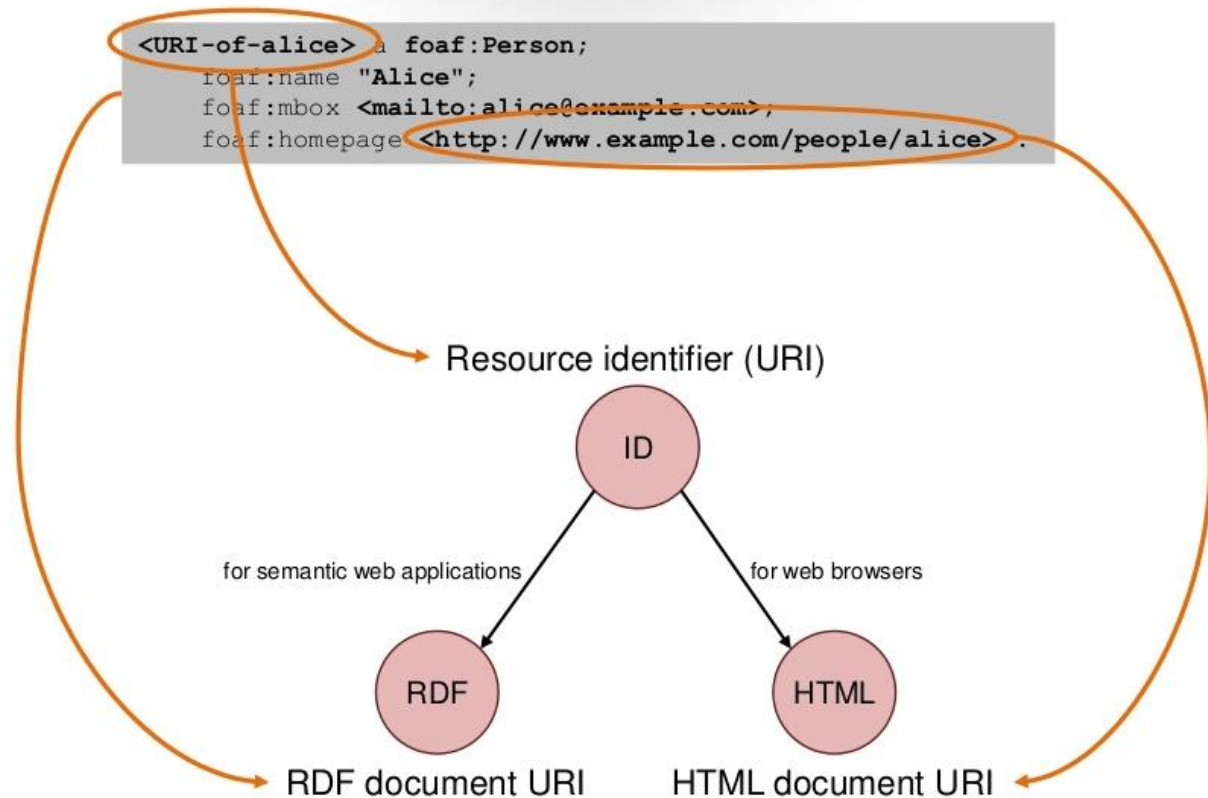 <URI-of-alice> a foaf:Person;
foaf:name "Alice";
foaf:mbox <mailto:alice@example.com>;
foaf:homepage <http://www.example.com/people/alice> .
Resource identifier (URI)
ID
for semantic web applications
for web browsers
RDF
HTML
RDF document URI
HTML document URI